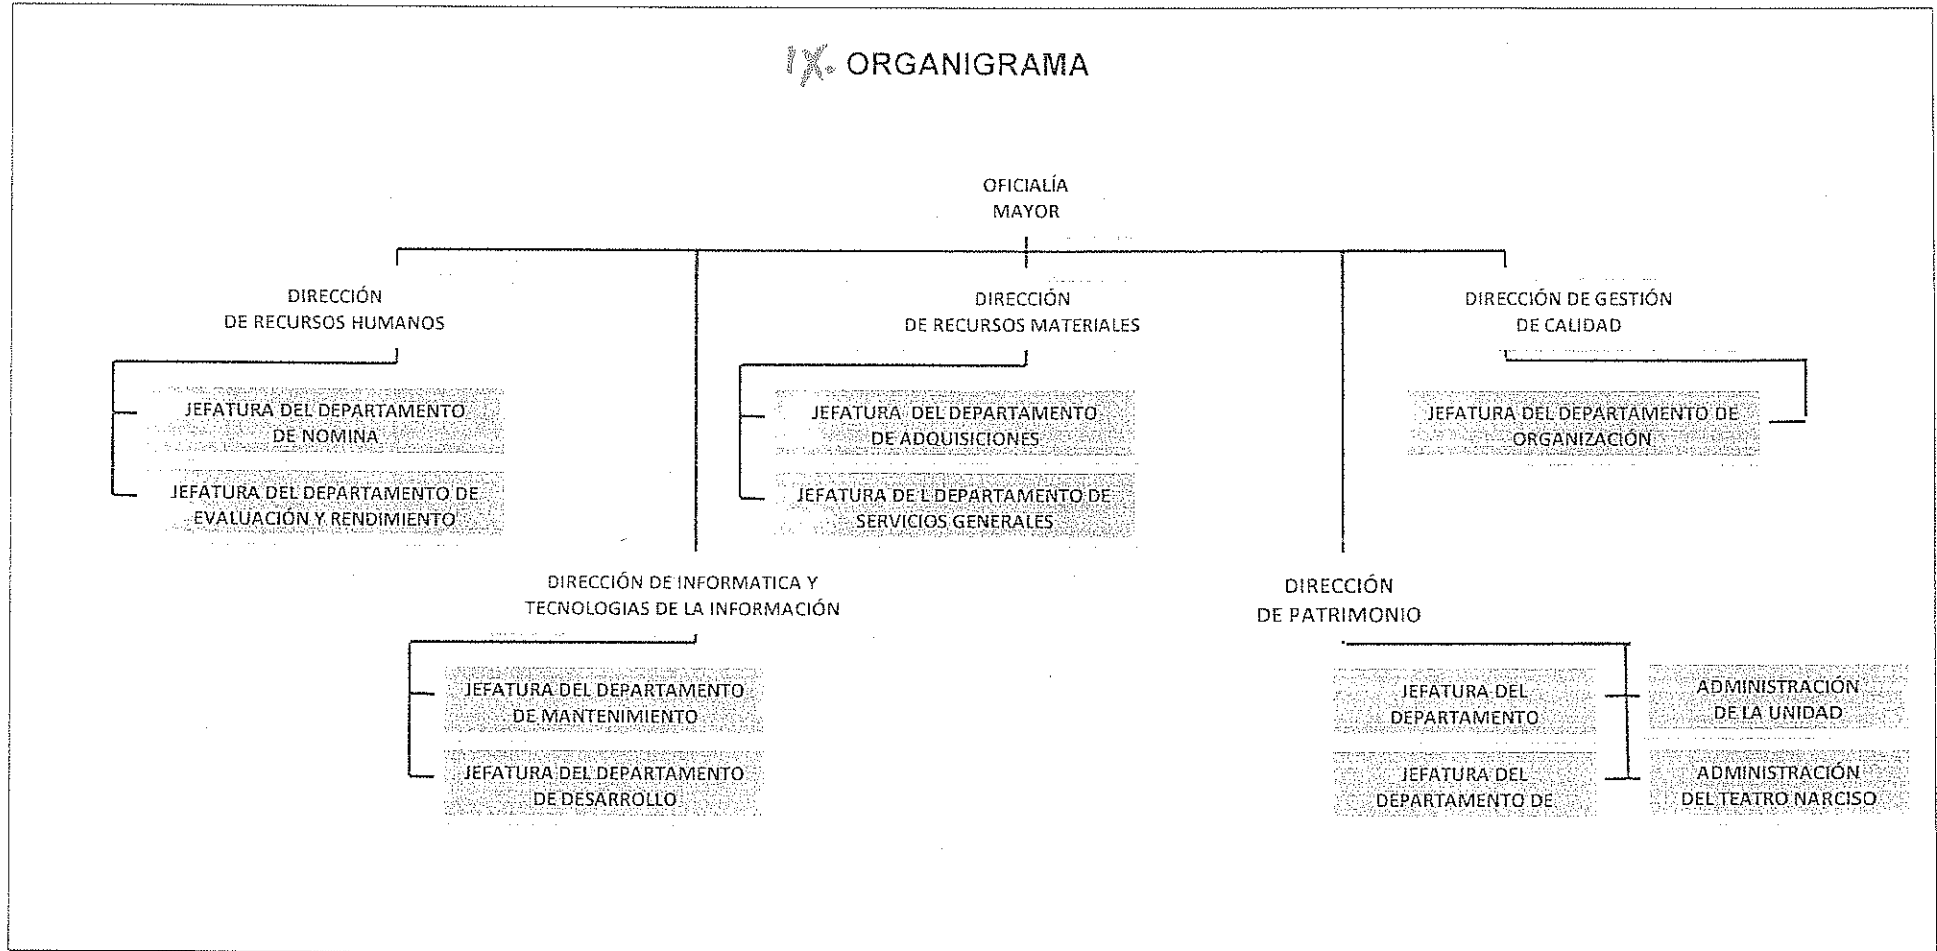 IX. ORGANIGRAMA
OFICIALÍA
MAYOR
DIRECCIÓN
DE RECURSOS HUMANOS
DIRECCIÓN
DE RECURSOS MATERIALES
DIRECCIÓN DE GESTIÓN
DE CALIDAD
JEFATURA DEL DEPARTAMENTO
DE NOMINA
JEFATURA DEL DEPARTAMENTO DE
EVALUACIÓN Y RENDIMIENTO
JEFATURA DEL DEPARTAMENTO
DE ADQUISICIONES
JEFATURA DE L DEPARTAMENTO DE
SERVICIOS GENERALES
JEFATURA DEL DEPARTAMENTO DE
ORGANIZACIÓN
DIRECCIÓN DE INFORMATICA Y
TECNOLOGIAS DE LA INFORMACIÓN
DIRECCIÓN
DE PATRIMONIO
JEFATURA DEL DEPARTAMENTO
DE MANTENIMIENTO
JEFATURA DEL DEPARTAMENTO
DE DESARROLLO
JEFATURA DEL
DEPARTAMENTO
ADMINISTRACIÓN
DE LA UNIDAD
JEFATURA DEL
DEPARTAMENTO DE
ADMINISTRACIÓN
DEL TEATRO NARCISO